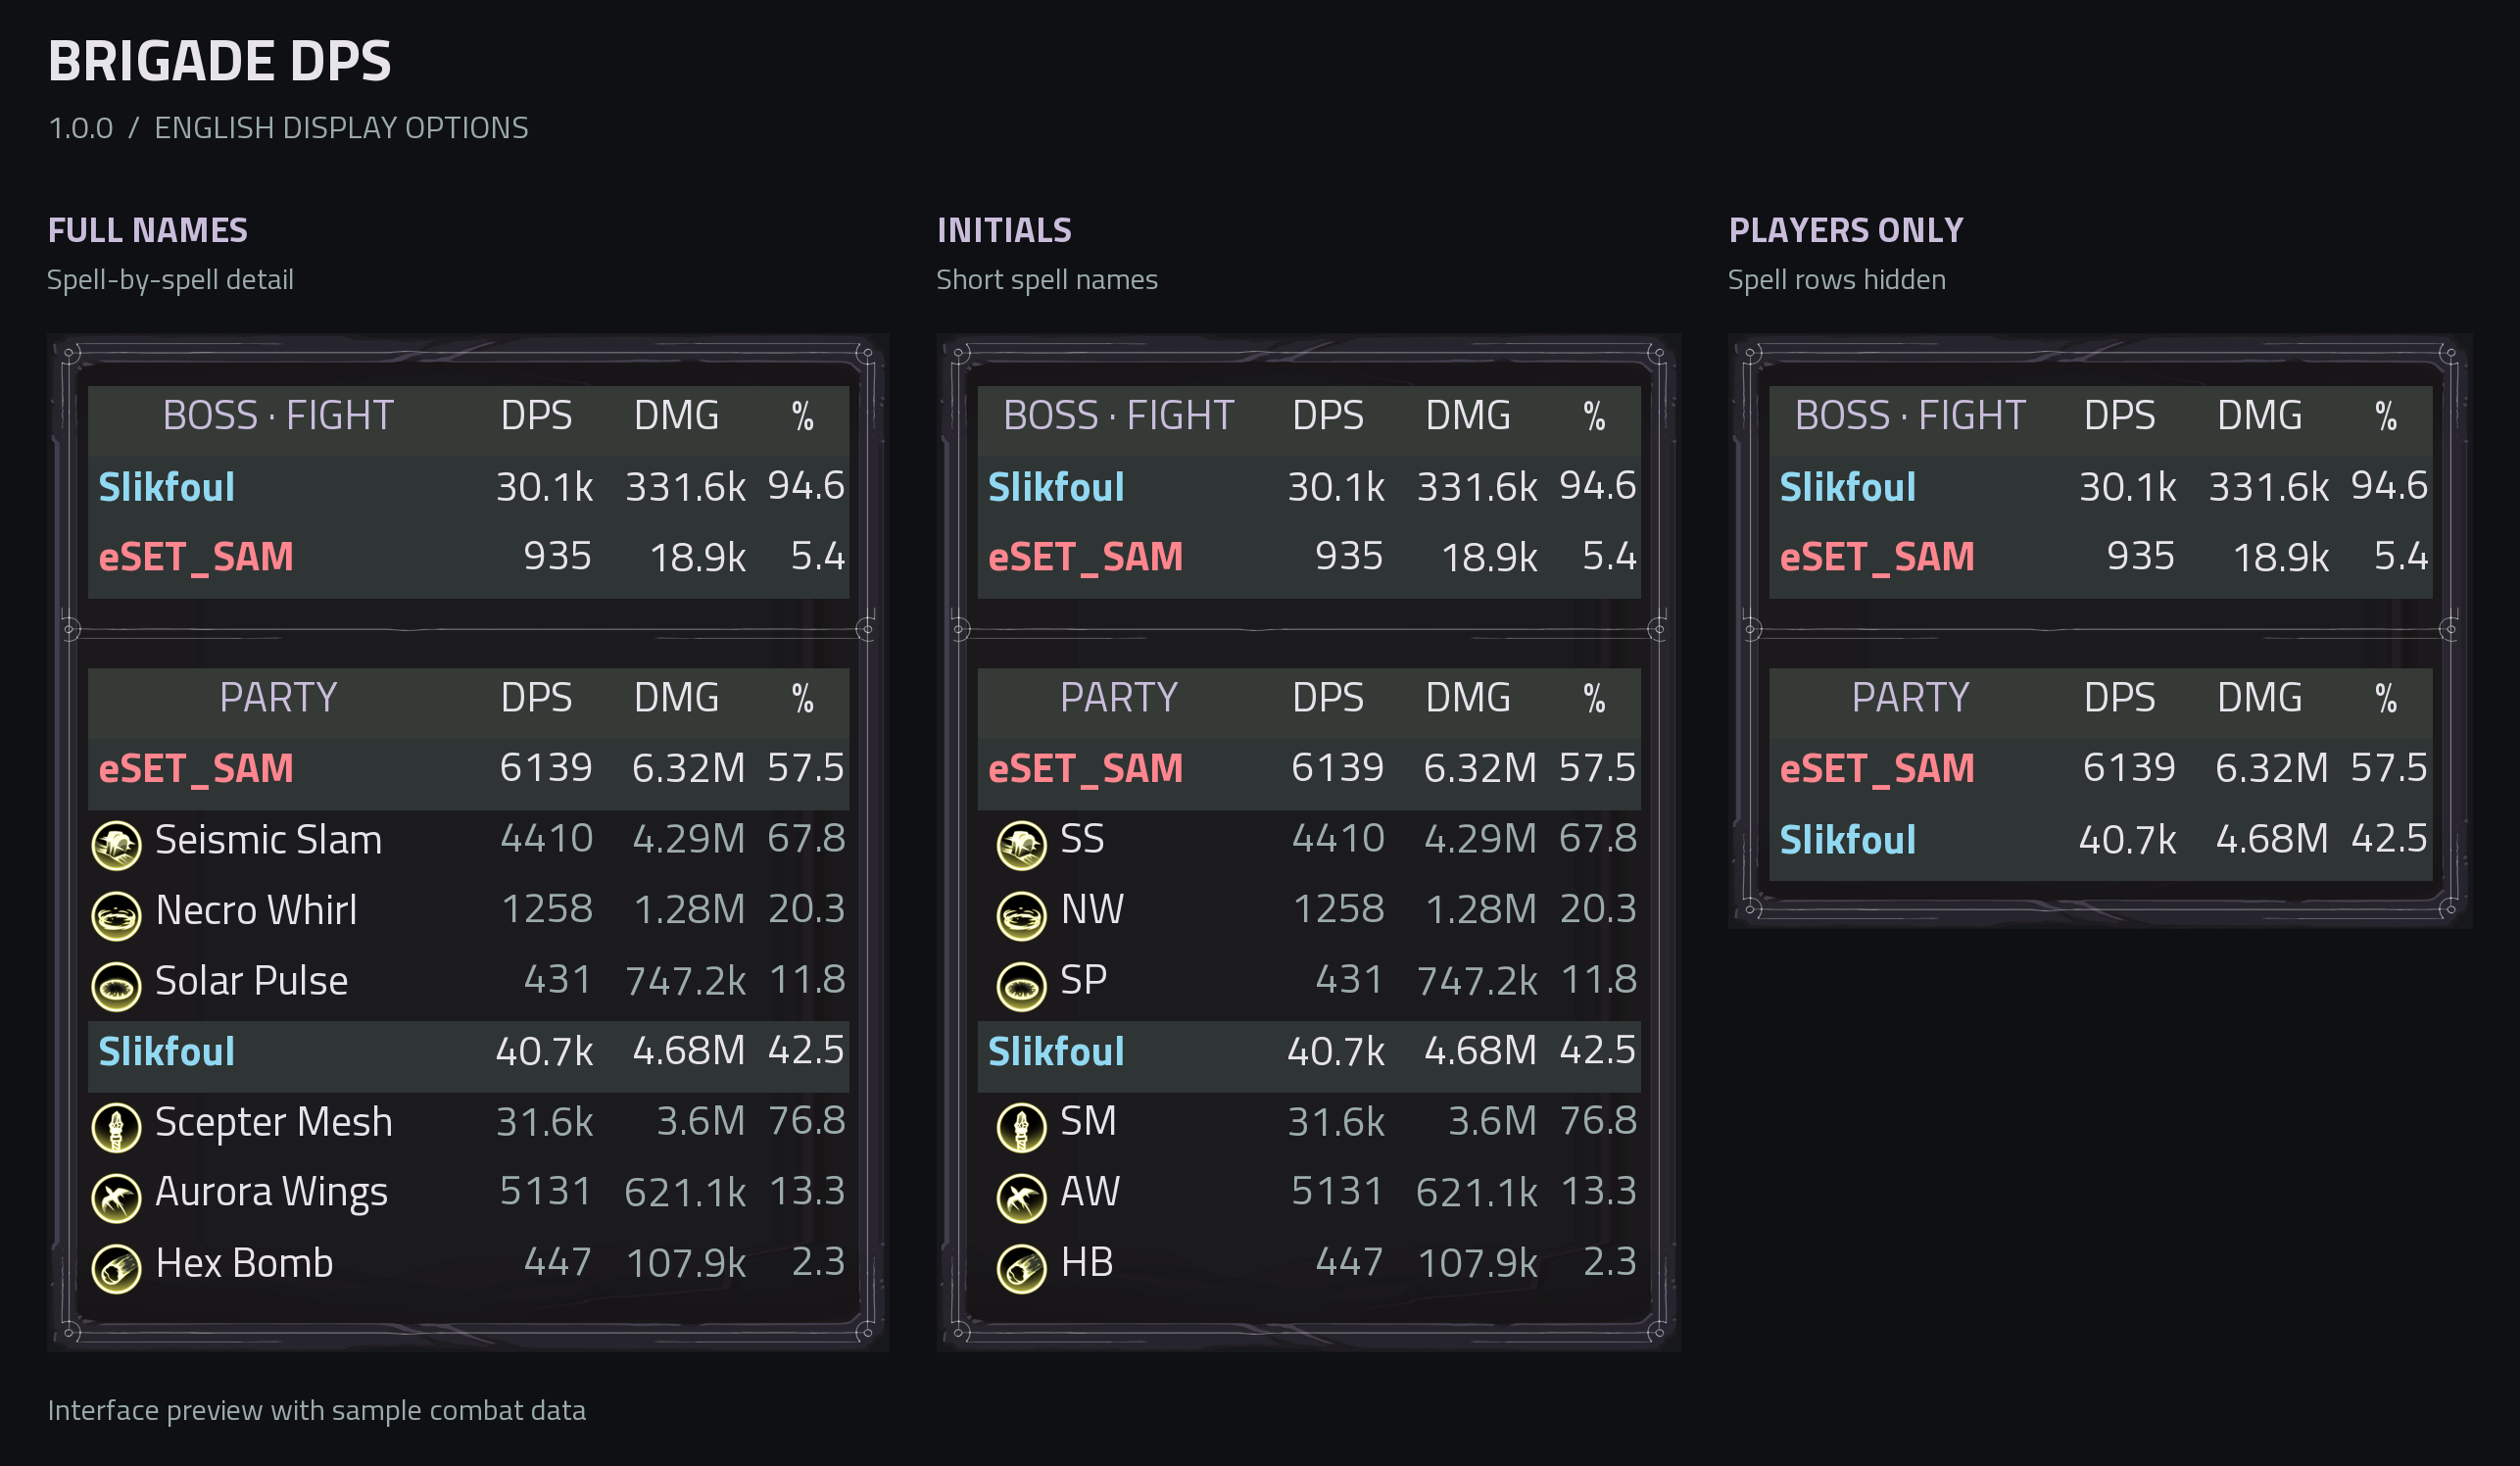 BRIGADE DPS
1.0.0 / ENGLISH DISPLAY OPTIONS
FULL NAMES
Spell-by-spell detail
BOSS · FIGHT DPS DMG %
Slikfoul 30.1k 331.6k 94.6
eSET_SAM 935 18.9k 5.4
PARTY DPS DMG %
eSET_SAM 6139 6.32M 57.5
Seismic Slam 4410 4.29M 67.8
Necro Whirl 1258 1.28M 20.3
Solar Pulse 431 747.2k 11.8
Slikfoul 40.7k 4.68M 42.5
Scepter Mesh 31.6k 3.6M 76.8
Aurora Wings 5131 621.1k 13.3
Hex Bomb 447 107.9k 2.3
INITIALS
Short spell names
BOSS · FIGHT DPS DMG %
Slikfoul 30.1k 331.6k 94.6
eSET_SAM 935 18.9k 5.4
PARTY DPS DMG %
eSET_SAM 6139 6.32M 57.5
SS 4410 4.29M 67.8
NW 1258 1.28M 20.3
SP 431 747.2k 11.8
Slikfoul 40.7k 4.68M 42.5
SM 31.6k 3.6M 76.8
AW 5131 621.1k 13.3
HB 447 107.9k 2.3
PLAYERS ONLY
Spell rows hidden
BOSS · FIGHT DPS DMG %
Slikfoul 30.1k 331.6k 94.6
eSET_SAM 935 18.9k 5.4
PARTY DPS DMG %
eSET_SAM 6139 6.32M 57.5
Slikfoul 40.7k 4.68M 42.5
Interface preview with sample combat data